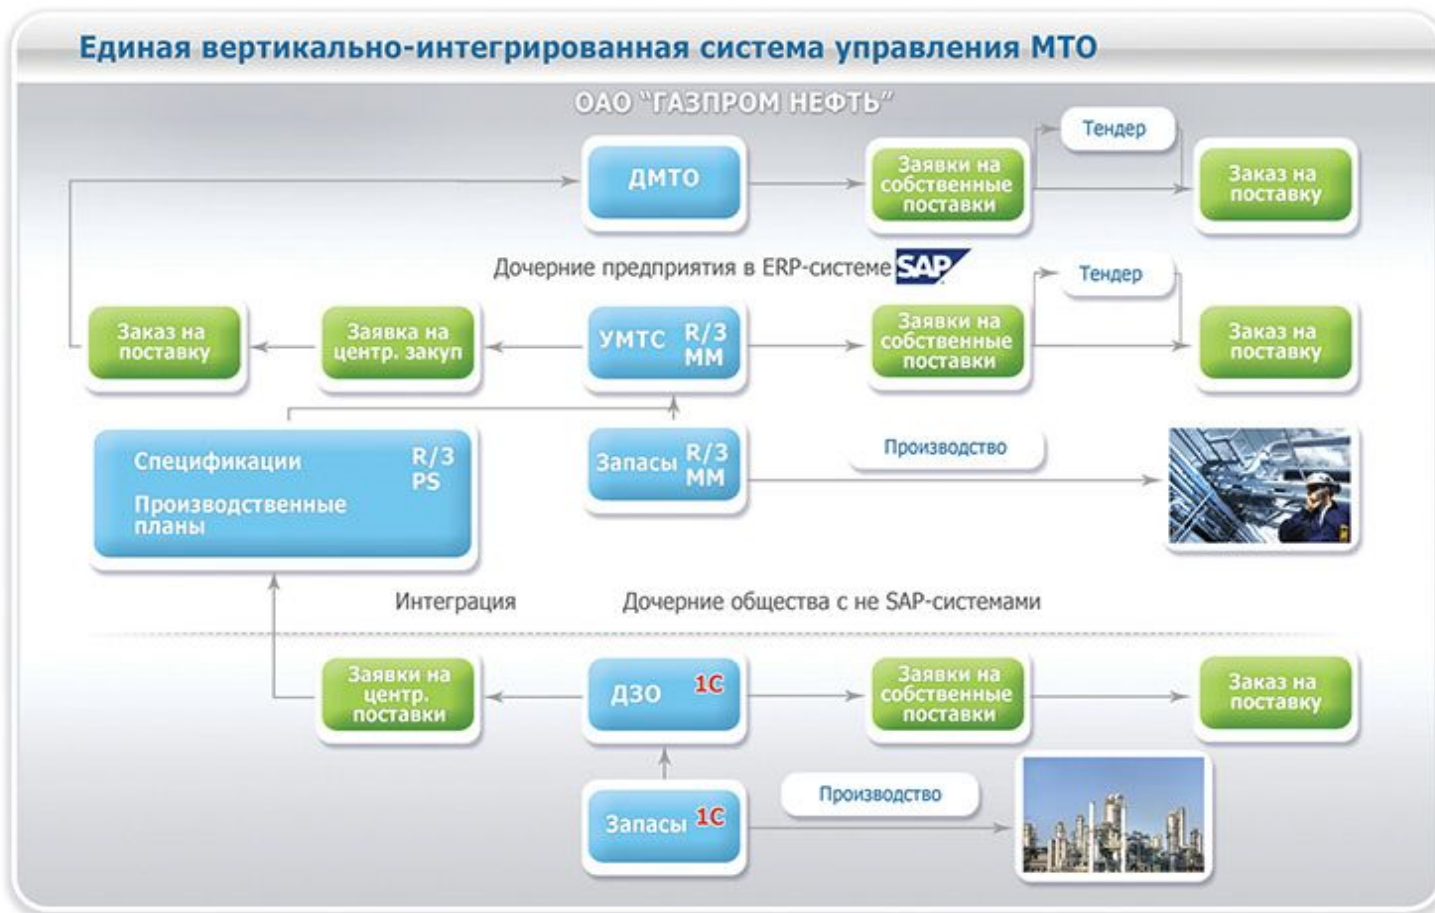 Единая вертикально-интегрированная система управления МТО
ОАО "ГАЗПРОМ НЕФТЬ"
Тендер
ДМТО
Заявки на
собственные
поставки
Заказ на
поставку
Дочерние предприятия в ERP-системе SAP
Тендер
Заказ на
поставку
Заявка на
центр. закуп
УМТС R/3
MM
Заявки на
собственные
поставки
Заказ на
поставку
Спецификации R/3
PS
Производственные
планы
Запасы R/3
MM
Производство
Интеграция
Дочерние общества с не SAP-системами
Заявки на
центр.
поставки
ДЗО 1С
Заявки на
собственные
поставки
Заказ на
поставку
Запасы 1С
Производство